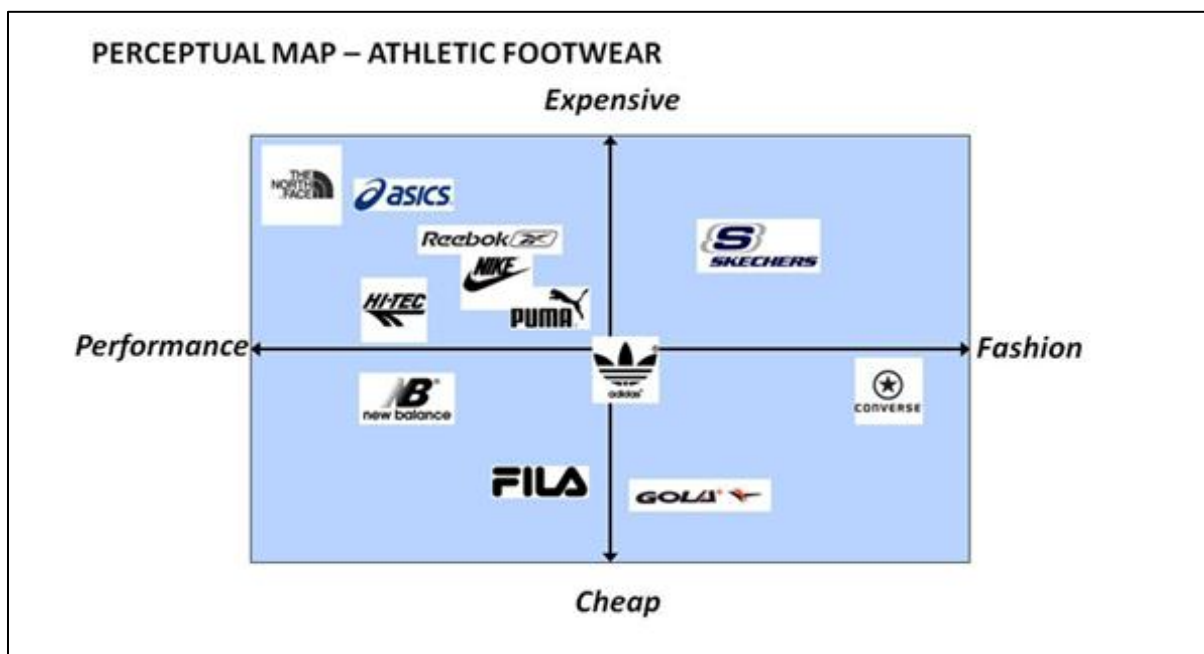 PERCEPTUAL MAP – ATHLETIC FOOTWEAR
Expensive
THE
NORTH
FACE
asics
Reebok
S
SKECHERS
NIKE
HI-TEC
PUMA
Performance
Fashion
adidas
NB
new balance
CONVERSE
FILA
GOLA
Cheap